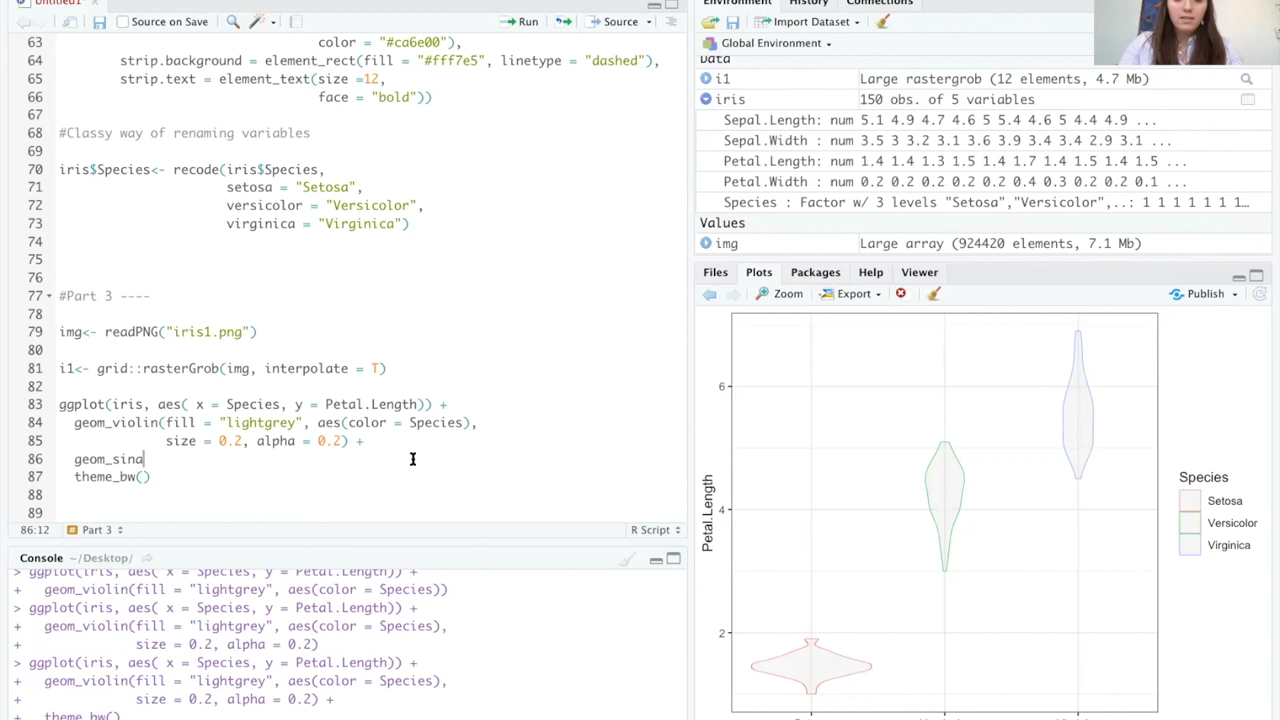 Untitled1*
Source on Save
Run
Source
63 color = "#ca6e00"),
64 strip.background = element_rect(fill = "#fff7e5", linetype = "dashed"),
65 strip.text = element_text(size =12,
66 face = "bold"))
67
68 #Classy way of renaming variables
69
70 iris$Species<- recode(iris$Species,
71 setosa = "Setosa",
72 versicolor = "Versicolor",
73 virginica = "Virginica")
74
75
76
77 #Part 3 ----
78
79 img<- readPNG("iris1.png")
80
81 i1<- grid::rasterGrob(img, interpolate = T)
82
83 ggplot(iris, aes( x = Species, y = Petal.Length)) +
84 geom_violin(fill = "lightgrey", aes(color = Species),
85 size = 0.2, alpha = 0.2) +
86 geom_sina
87 theme_bw()
88
89
86:12 Part 3 R Script
Console ~/Desktop/
> ggplot(iris, aes( x = Species, y = Petal.Length)) +
+ geom_violin(fill = "lightgrey", aes(color = Species))
> ggplot(iris, aes( x = Species, y = Petal.Length)) +
+ geom_violin(fill = "lightgrey", aes(color = Species),
+ size = 0.2, alpha = 0.2)
> ggplot(iris, aes( x = Species, y = Petal.Length)) +
+ geom_violin(fill = "lightgrey", aes(color = Species),
+ size = 0.2, alpha = 0.2) +
+ theme_bw()
Environment History Connections
Import Dataset
Global Environment
Data
i1 Large rastergrob (12 elements, 4.7 Mb)
iris 150 obs. of 5 variables
Sepal.Length: num 5.1 4.9 4.7 4.6 5 5.4 4.6 5 4.4 4.9 ...
Sepal.Width : num 3.5 3 3.2 3.1 3.6 3.9 3.4 3.4 2.9 3.1 ...
Petal.Length: num 1.4 1.4 1.3 1.5 1.4 1.7 1.4 1.5 1.4 1.5 ...
Petal.Width : num 0.2 0.2 0.2 0.2 0.2 0.4 0.3 0.2 0.2 0.1 ...
Species : Factor w/ 3 levels "Setosa","Versicolor",..: 1 1 1 1 1 1 1…
Values
img Large array (924420 elements, 7.1 Mb)
Files Plots Packages Help Viewer
Zoom Export Publish
Petal.Length
6
4
2
Species
Setosa
Versicolor
Virginica